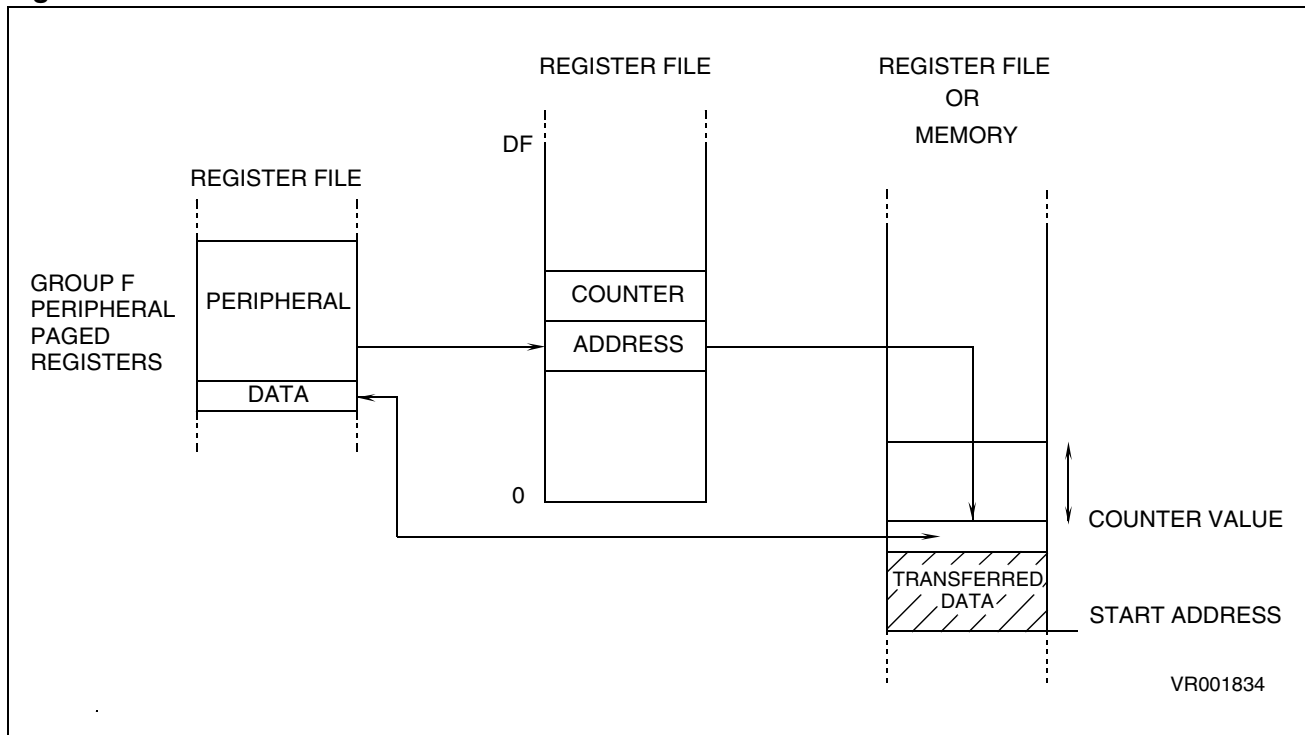 REGISTER FILE
REGISTER FILE
OR
MEMORY
DF
REGISTER FILE
GROUP F
PERIPHERAL
PAGED
REGISTERS
PERIPHERAL
DATA
COUNTER
ADDRESS
0
COUNTER VALUE
TRANSFERRED
DATA
START ADDRESS
VR001834